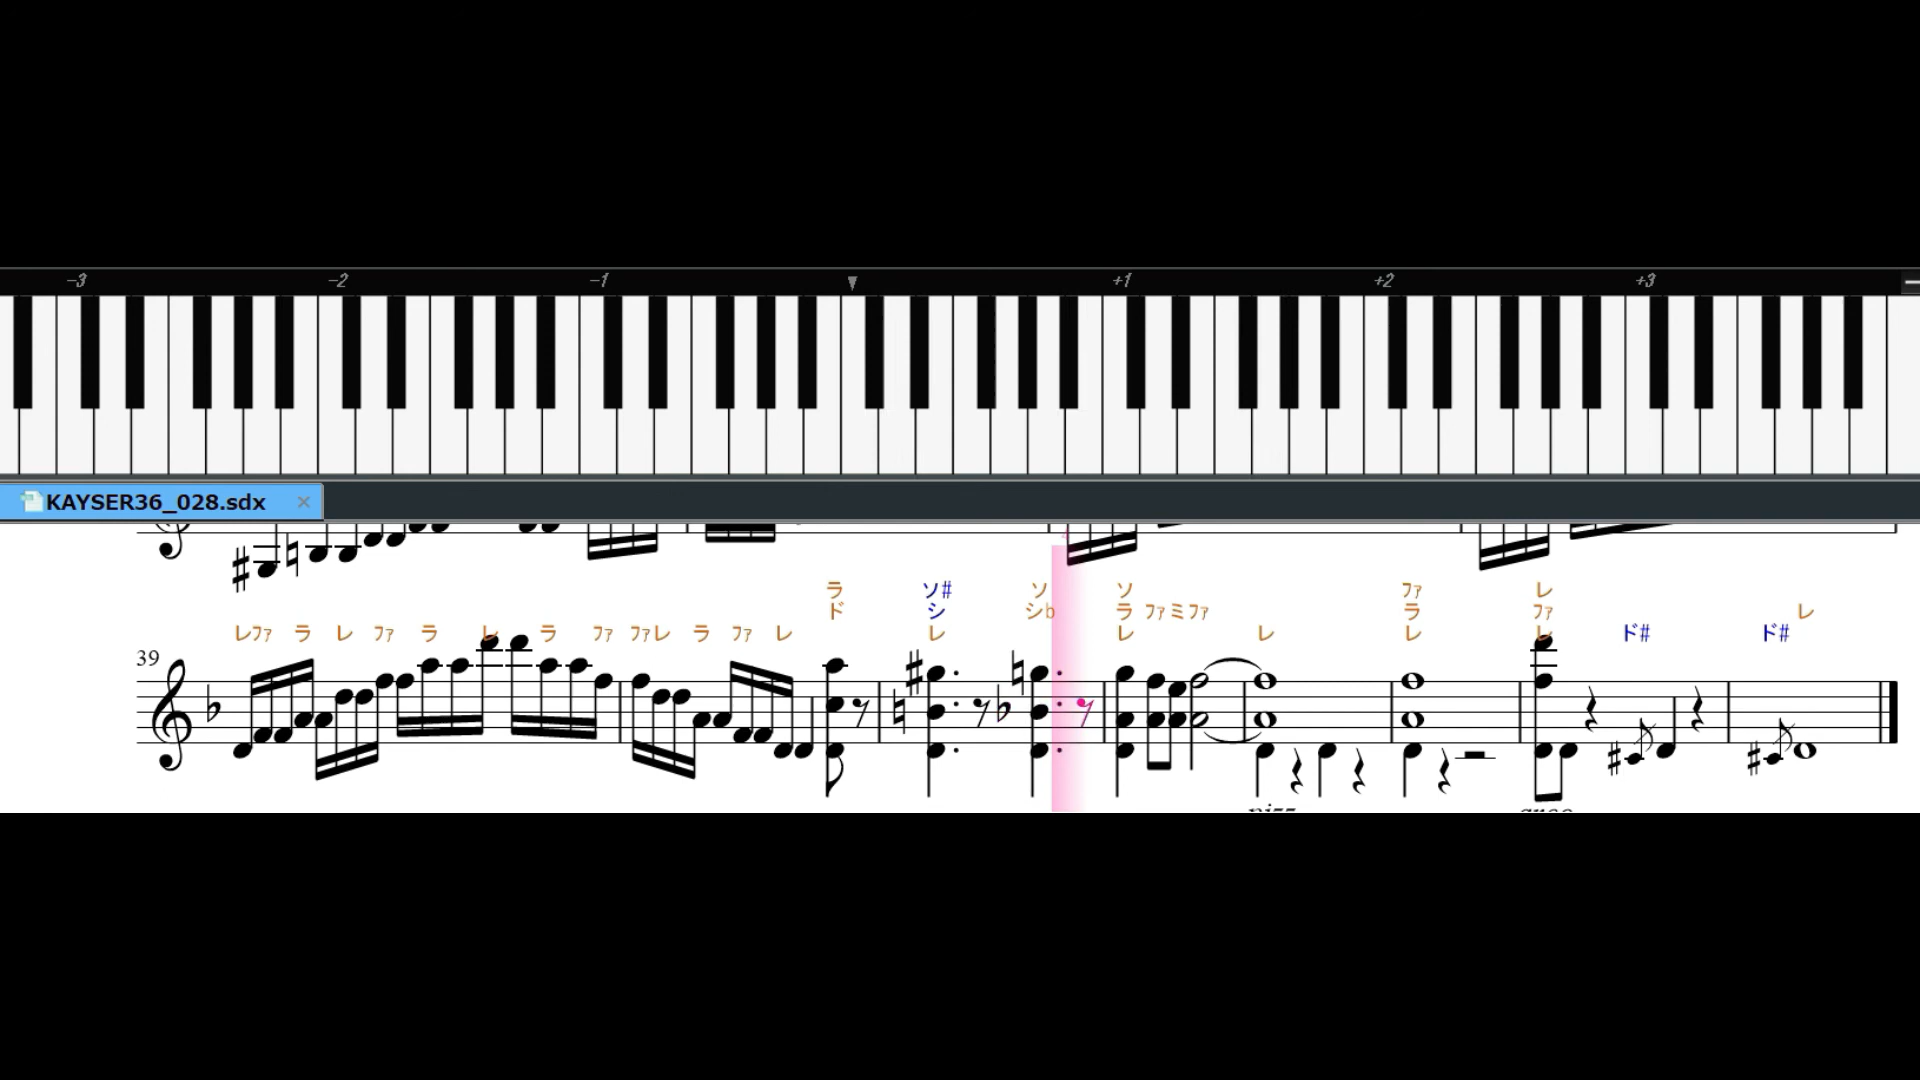 -3 -2 -1 +1 +2 +3
KAYSER36_028.sdx
ラ ソ# ソ ソ ファ レ
ド シ シb ラ ファ ミ ファ ラ ファ レ
レ ファ ラ レ ファ ラ レ ラ ファ ファ レ ラ ファ レ レ レ レ レ レ ド# ド#
39